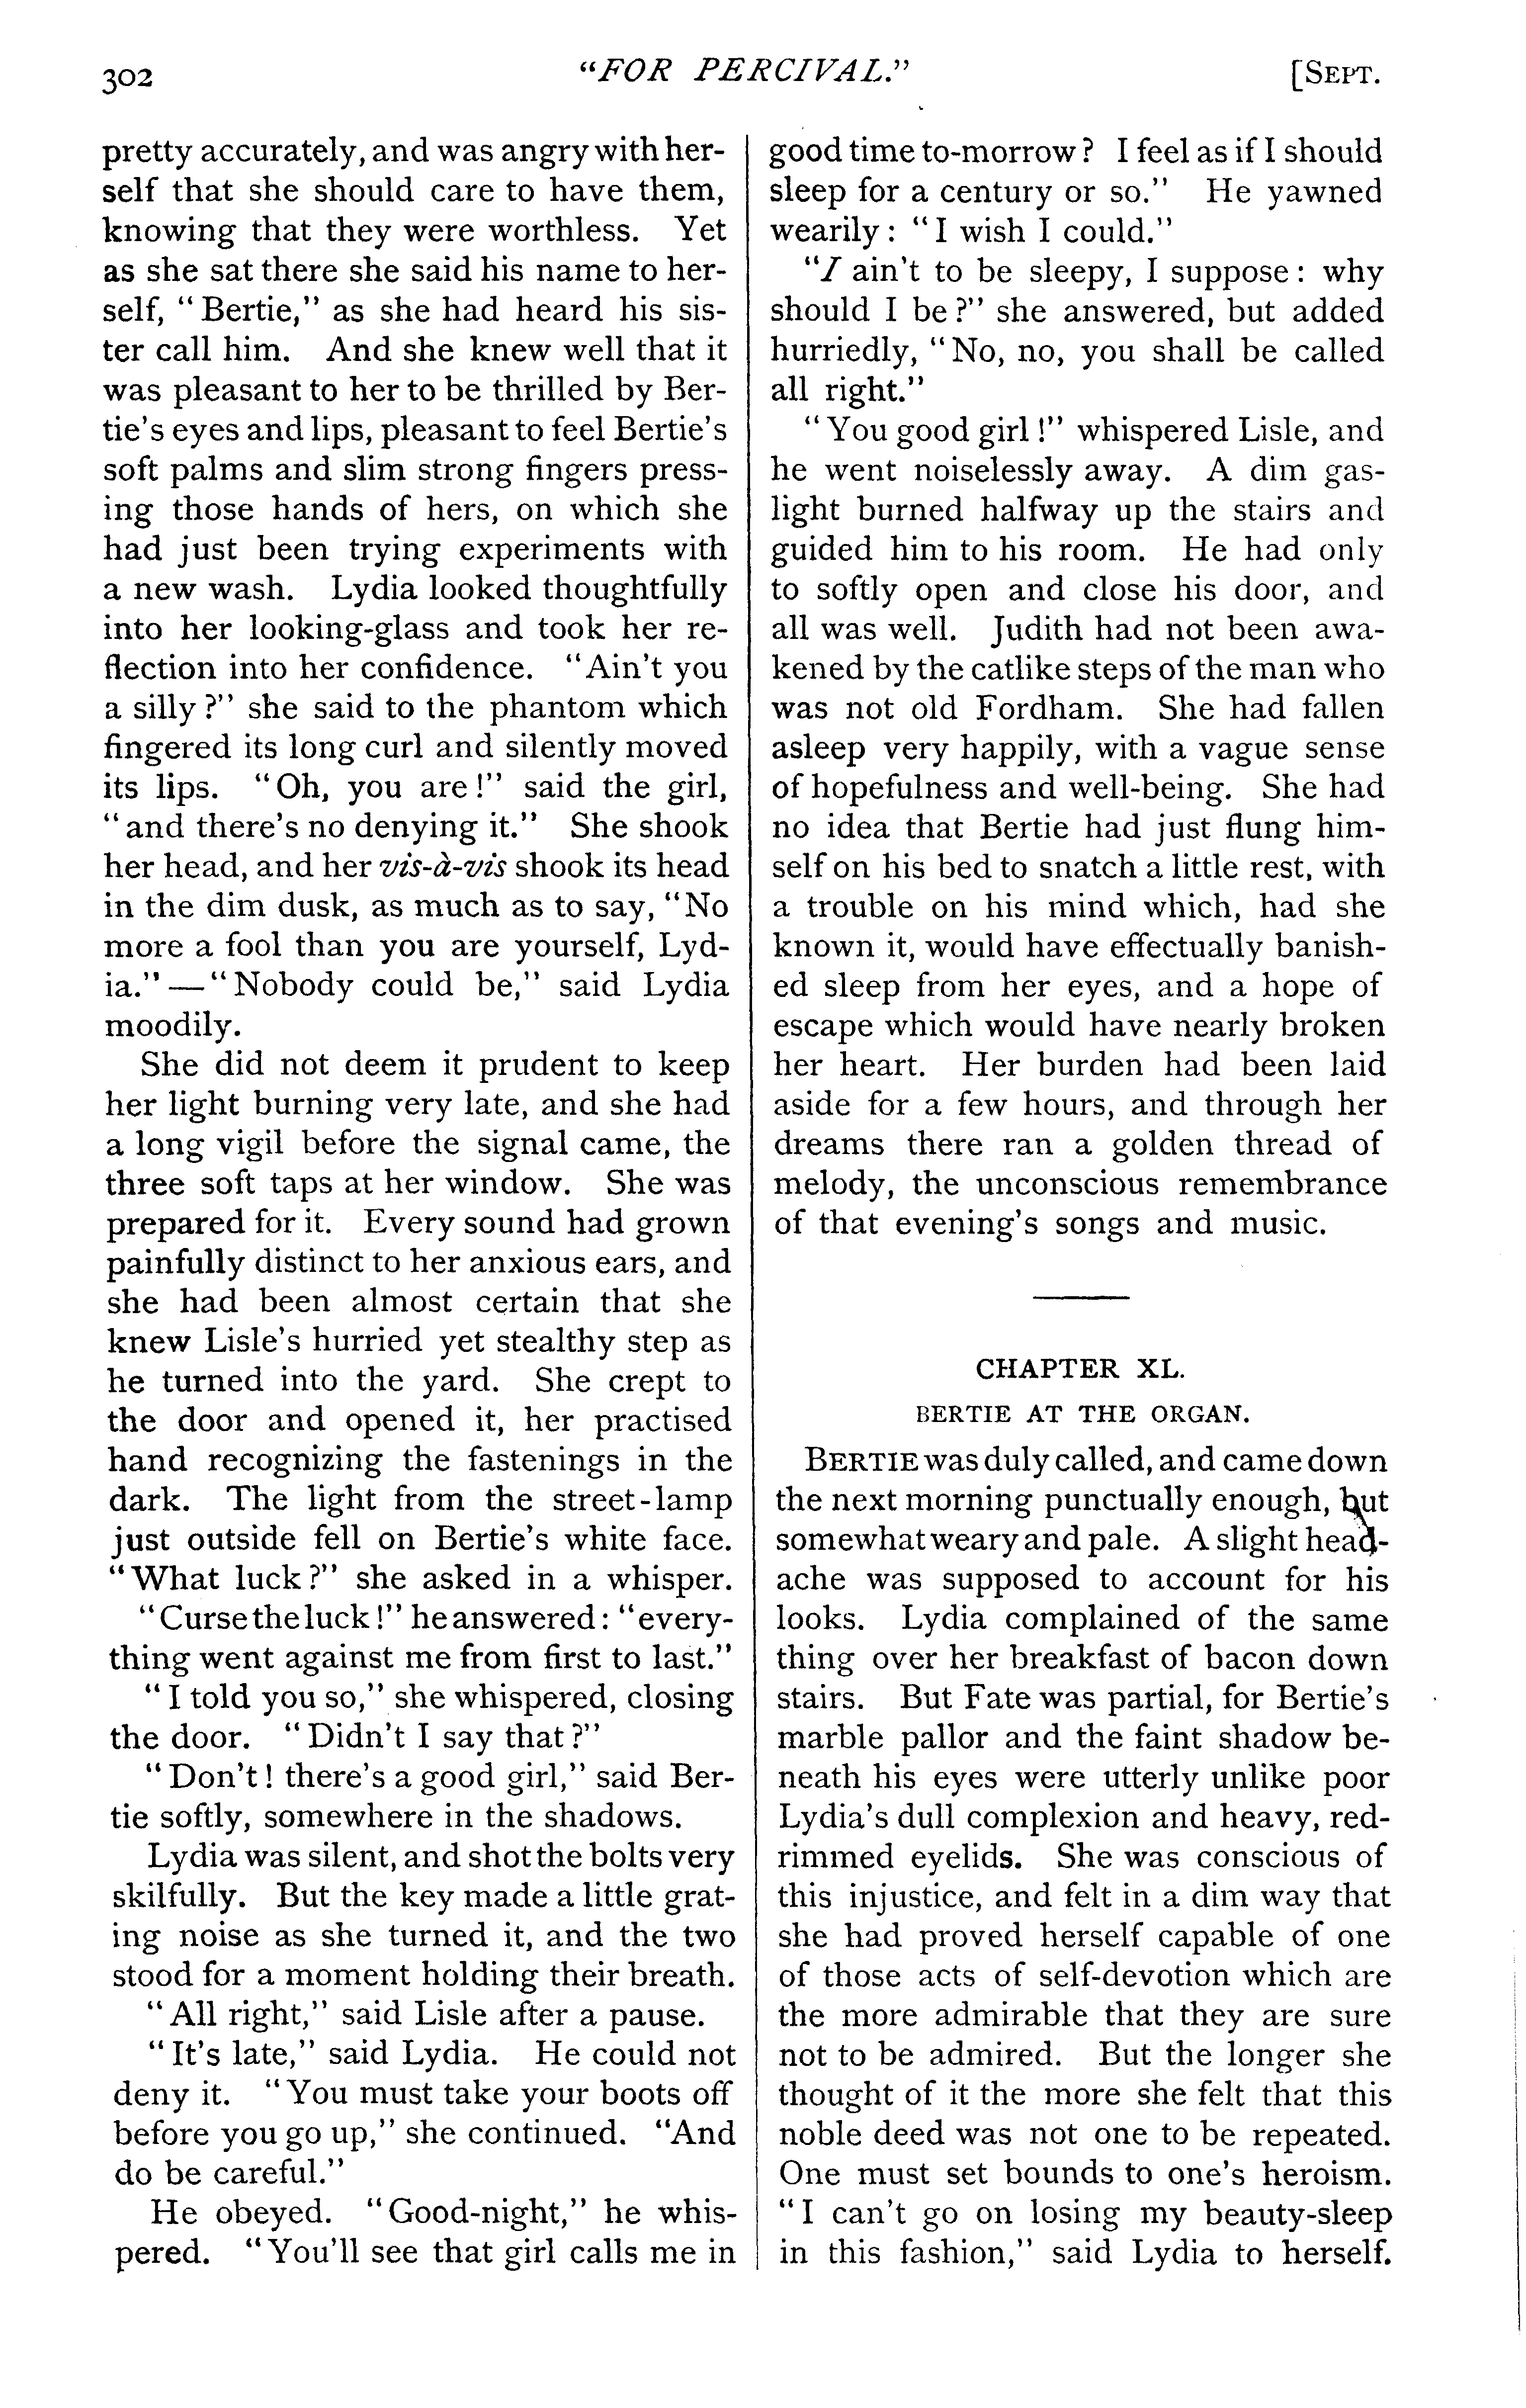 302
"FOR PERCIVAL."
[SEPT.
pretty accurately, and was angry with her-
self that she should care to have them,
knowing that they were worthless. Yet
as she sat there she said his name to her-
self, "Bertie," as she had heard his sis-
ter call him. And she knew well that it
was pleasant to her to be thrilled by Ber-
tie's eyes and lips, pleasant to feel Bertie's
soft palms and slim strong fingers press-
ing those hands of hers, on which she
had just been trying experiments with
a new wash. Lydia looked thoughtfully
into her looking-glass and took her re-
flection into her confidence. "Ain't you
a silly?" she said to the phantom which
fingered its long curl and silently moved
its lips. "Oh, you are!" said the girl,
"and there's no denying it." She shook
her head, and her vis-à-vis shook its head
in the dim dusk, as much as to say, "No
more a fool than you are yourself, Lyd-
ia."—"Nobody could be," said Lydia
moodily.
She did not deem it prudent to keep
her light burning very late, and she had
a long vigil before the signal came, the
three soft taps at her window. She was
prepared for it. Every sound had grown
painfully distinct to her anxious ears, and
she had been almost certain that she
knew Lisle's hurried yet stealthy step as
he turned into the yard. She crept to
the door and opened it, her practised
hand recognizing the fastenings in the
dark. The light from the street-lamp
just outside fell on Bertie's white face.
"What luck?" she asked in a whisper.
"Curse the luck!" he answered: "every-
thing went against me from first to last."
"I told you so," she whispered, closing
the door. "Didn't I say that?"
"Don't! there's a good girl," said Ber-
tie softly, somewhere in the shadows.
Lydia was silent, and shot the bolts very
skilfully. But the key made a little grat-
ing noise as she turned it, and the two
stood for a moment holding their breath.
"All right," said Lisle after a pause.
"It's late," said Lydia. He could not
deny it. "You must take your boots off
before you go up," she continued. "And
do be careful."
He obeyed. "Good-night," he whis-
pered. "You'll see that girl calls me in
good time to-morrow? I feel as if I should
sleep for a century or so." He yawned
wearily: "I wish I could."
"I ain't to be sleepy, I suppose: why
should I be?" she answered, but added
hurriedly, "No, no, you shall be called
all right."
"You good girl!" whispered Lisle, and
he went noiselessly away. A dim gas-
light burned halfway up the stairs and
guided him to his room. He had only
to softly open and close his door, and
all was well. Judith had not been awa-
kened by the catlike steps of the man who
was not old Fordham. She had fallen
asleep very happily, with a vague sense
of hopefulness and well-being. She had
no idea that Bertie had just flung him-
self on his bed to snatch a little rest, with
a trouble on his mind which, had she
known it, would have effectually banish-
ed sleep from her eyes, and a hope of
escape which would have nearly broken
her heart. Her burden had been laid
aside for a few hours, and through her
dreams there ran a golden thread of
melody, the unconscious remembrance
of that evening's songs and music.
CHAPTER XL.
BERTIE AT THE ORGAN.
BERTIE was duly called, and came down
the next morning punctually enough, but
somewhat weary and pale. A slight head-
ache was supposed to account for his
looks. Lydia complained of the same
thing over her breakfast of bacon down
stairs. But Fate was partial, for Bertie's
marble pallor and the faint shadow be-
neath his eyes were utterly unlike poor
Lydia's dull complexion and heavy, red-
rimmed eyelids. She was conscious of
this injustice, and felt in a dim way that
she had proved herself capable of one
of those acts of self-devotion which are
the more admirable that they are sure
not to be admired. But the longer she
thought of it the more she felt that this
noble deed was not one to be repeated.
One must set bounds to one's heroism.
"I can't go on losing my beauty-sleep
in this fashion," said Lydia to herself.